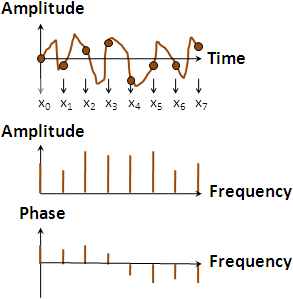 Amplitude
Time
x₀ x₁ x₂ x₃ x₄ x₅ x₆ x₇
Amplitude
Frequency
Phase
Frequency